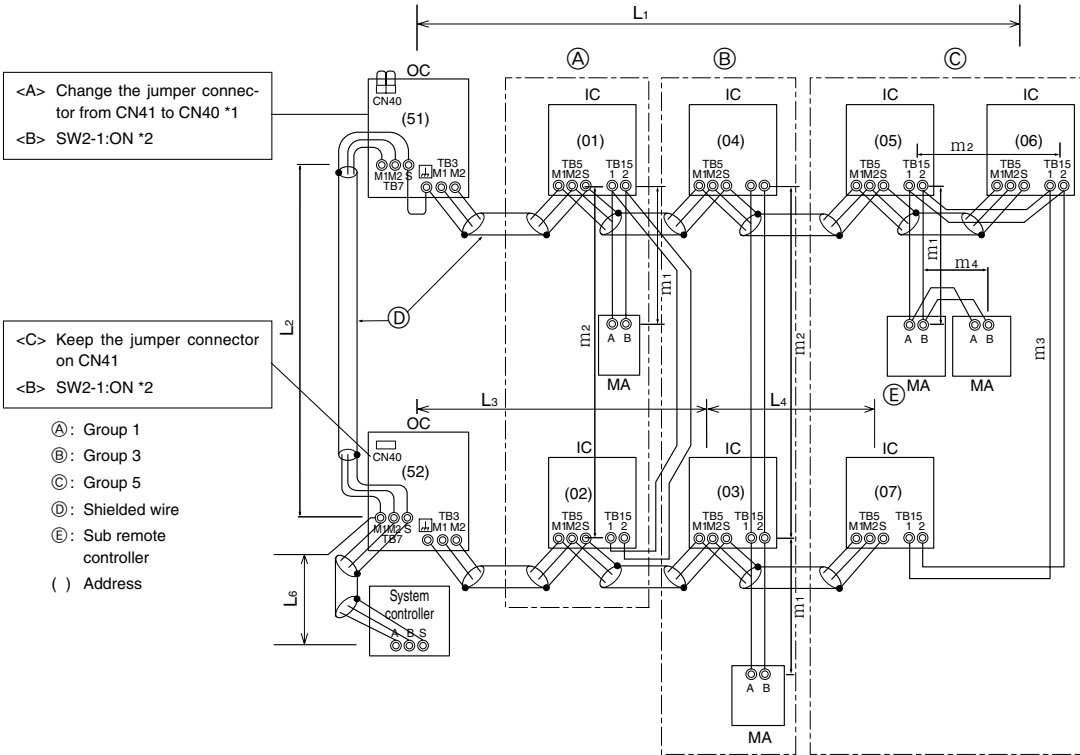 L1
A
B
C
<A> Change the jumper connec-
tor from CN41 to CN40 *1
<B> SW2-1:ON *2
OC
CN40
(51)
M1M2 S
TB7
TB3
M1 M2
IC
(01)
TB5
M1M2S
TB15
1 2
IC
(04)
TB5
M1M2S
IC
(05)
TB5
M1M2S
TB15
1 2
m2
IC
(06)
TB5
M1M2S
TB15
1 2
L2
D
m2
m1
A B
MA
m2
m1
m4
A B
MA
A B
MA
E
m3
<C> Keep the jumper connector
on CN41
<B> SW2-1:ON *2
L3
L4
A: Group 1
B: Group 3
C: Group 5
D: Shielded wire
E: Sub remote
controller
( ) Address
OC
CN40
(52)
M1M2 S
TB7
TB3
M1 M2
IC
(02)
TB5
M1M2S
TB15
1 2
IC
(03)
TB5
M1M2S
TB15
1 2
IC
(07)
TB5
M1M2S
TB15
1 2
L6
System
controller
A B S
m1
A B
MA